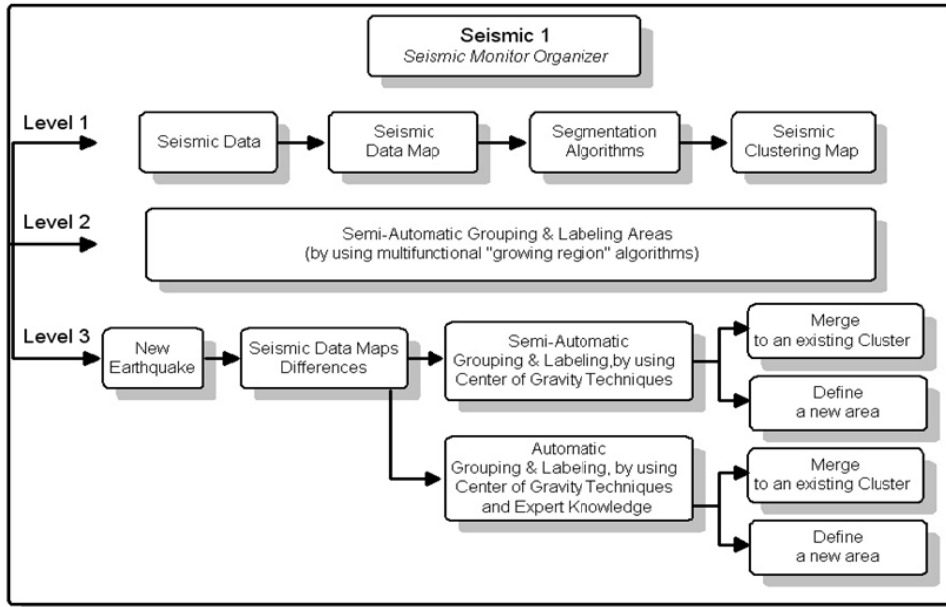 Seismic 1
Seismic Monitor Organizer
Level 1
Seismic Data
Seismic
Data Map
Segmentation
Algorithms
Seismic
Clustering Map
Level 2
Semi-Automatic Grouping & Labeling Areas
(by using multifunctional "growing region" algorithms)
Level 3
New
Earthquake
Seismic Data Maps
Differences
Semi-Automatic
Grouping & Labeling,by using
Center of Gravity Techniques
Merge
to an existing Cluster
Define
a new area
Automatic
Grouping & Labeling, by using
Center of Gravity Techniques
and Expert Knowledge
Merge
to an existing Cluster
Define
a new area